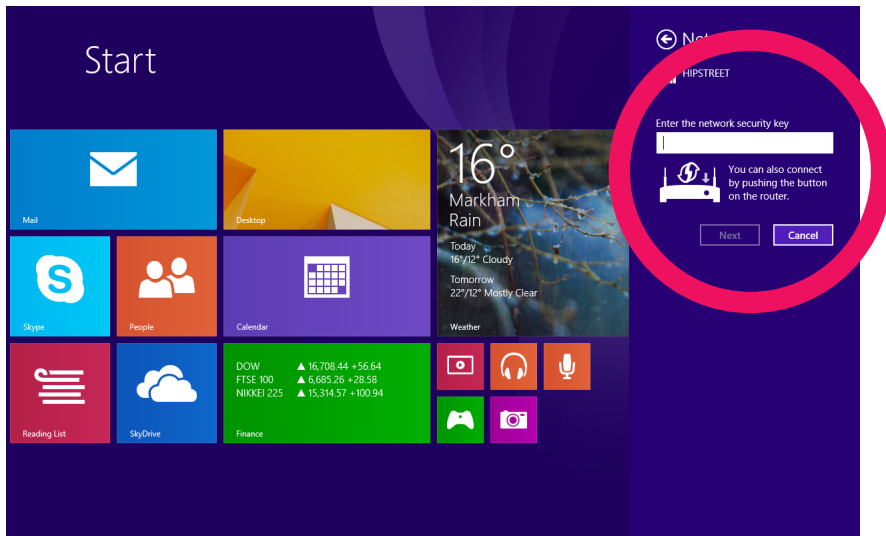 Start
Net
HIPSTREET
Enter the network security key
You can also connect
by pushing the button
on the router.
Next
Cancel
Mail
Desktop
16°
Markham
Rain
Today
16°/12° Cloudy
Tomorrow
22°/12° Mostly Clear
Weather
Skype
People
Calendar
Reading List
SkyDrive
DOW ▲ 16,708.44 +56.64
FTSE 100 ▲ 6,685.26 +28.58
NIKKEI 225 ▲ 15,314.57 +100.94
Finance